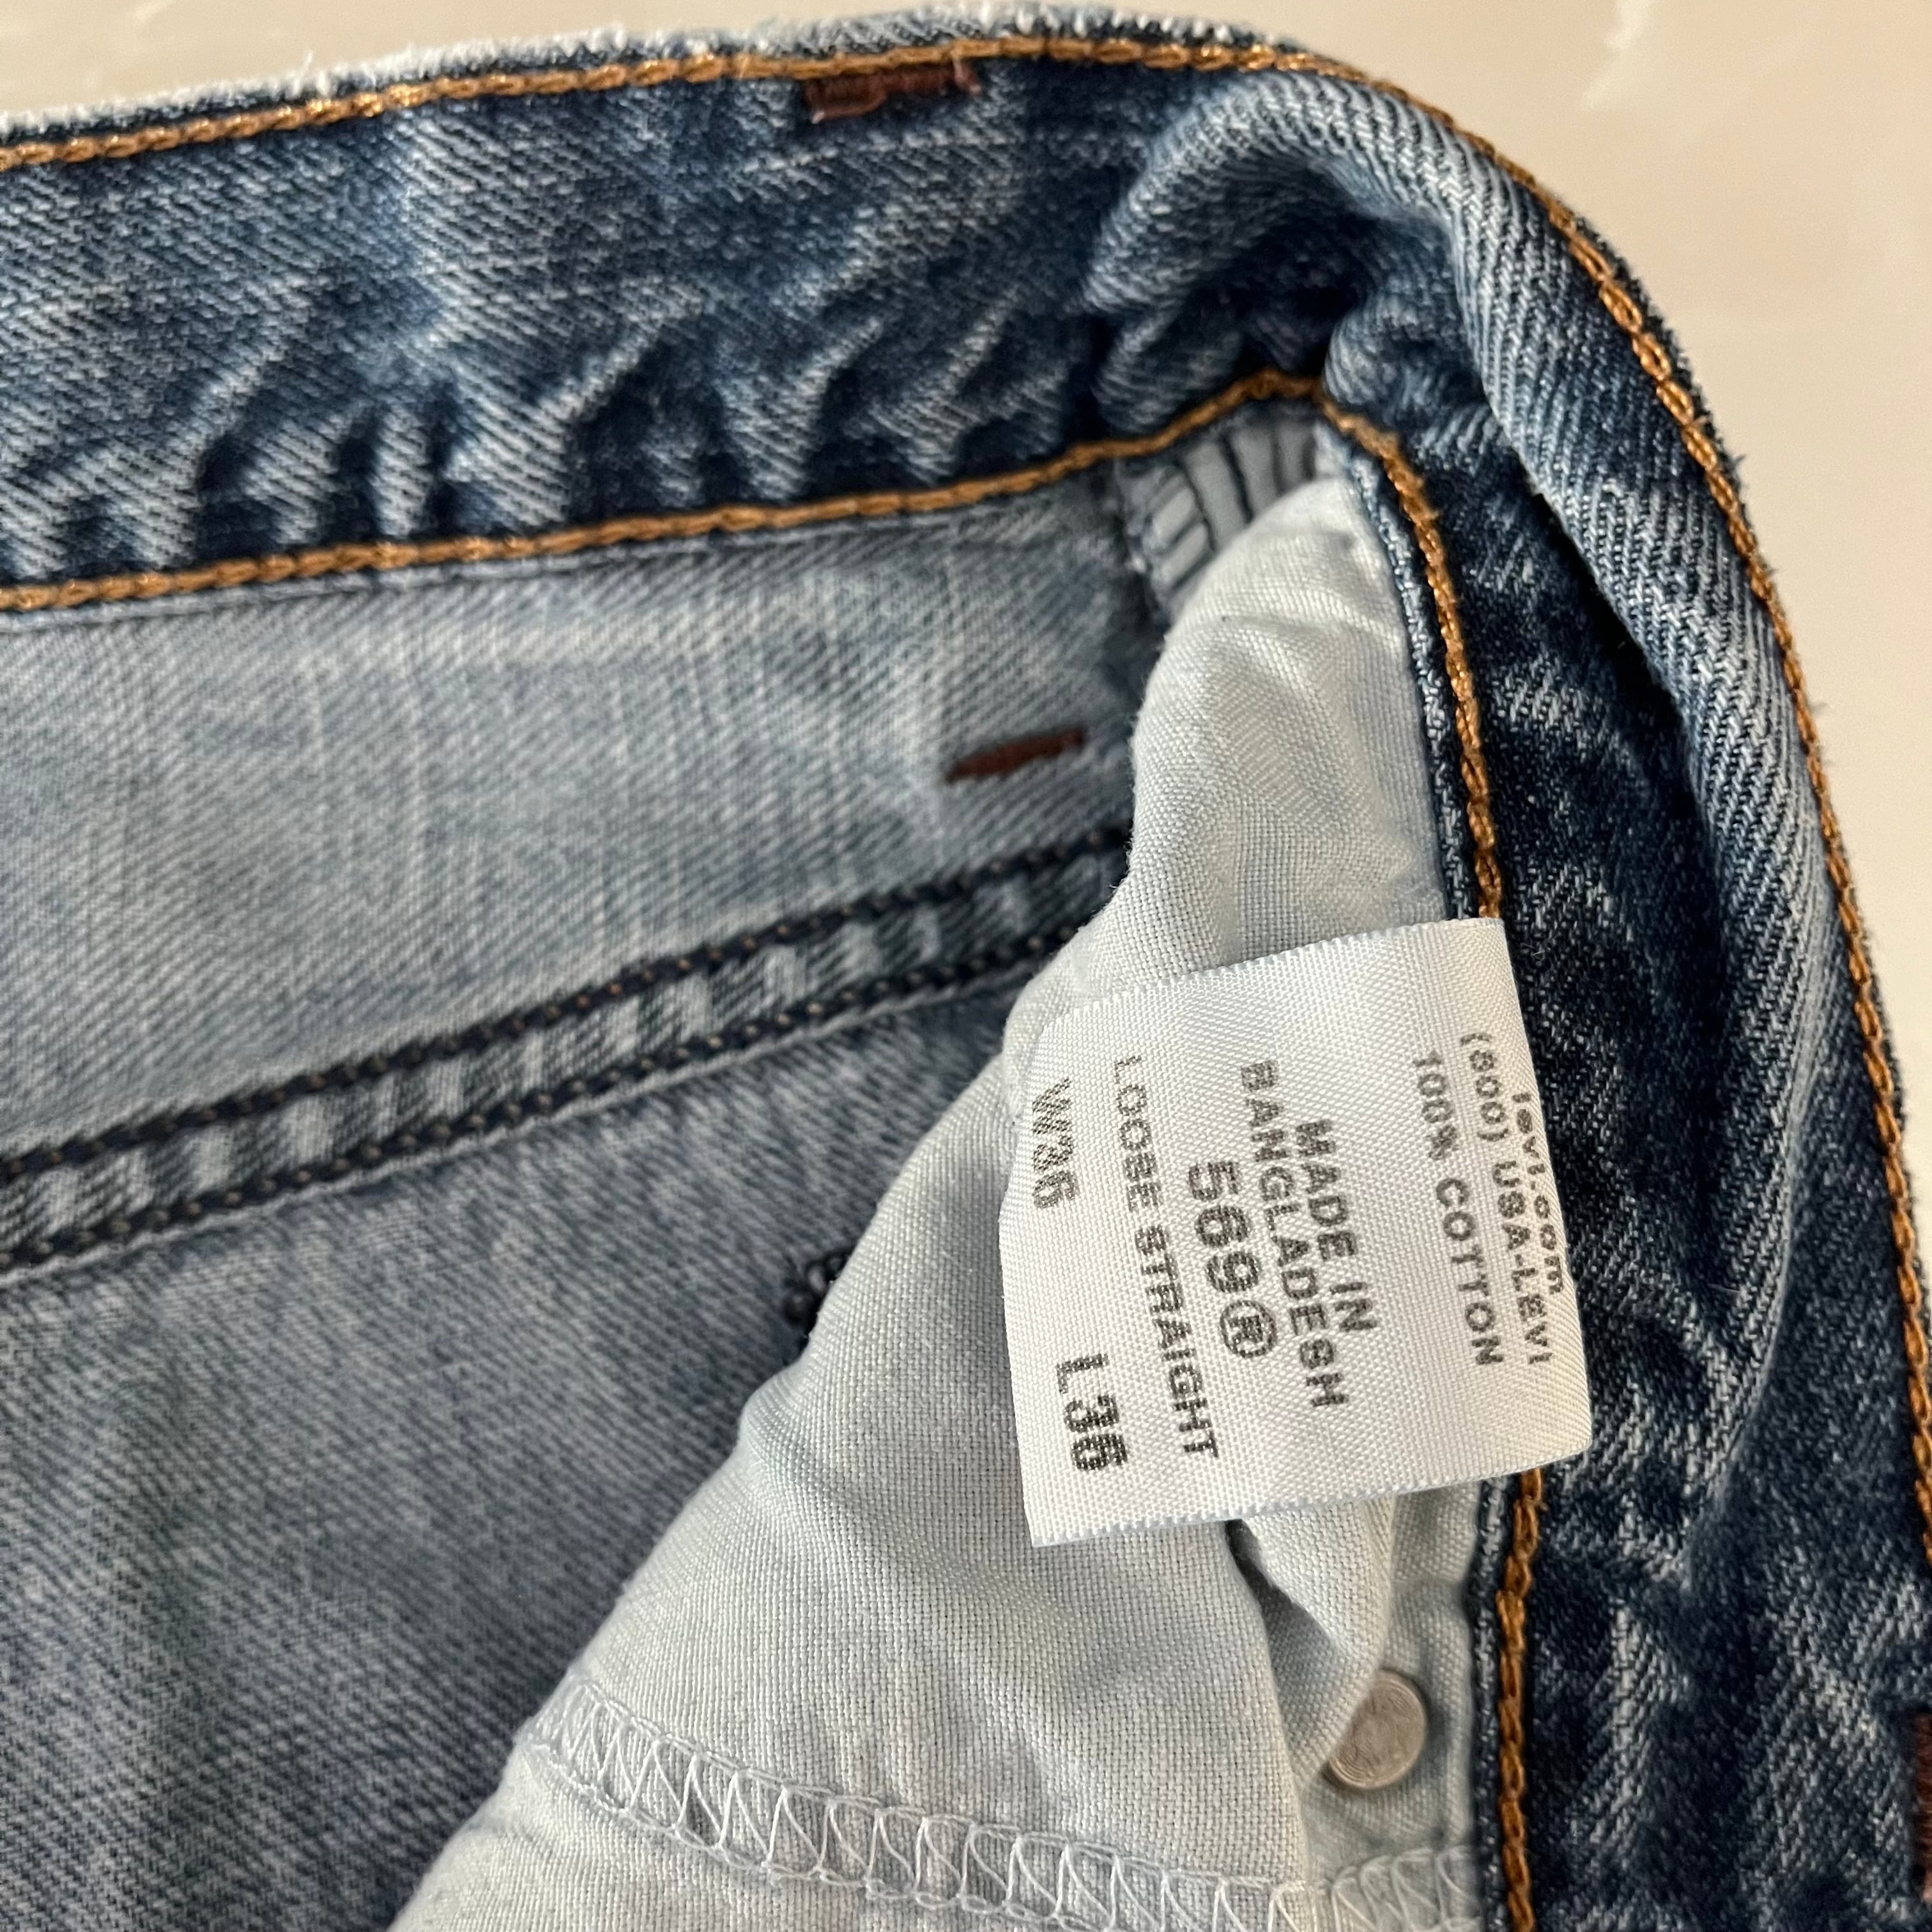 levi.com
(800) USA-LEVI
100% COTTON
MADE IN
BANGLADESH
569®
LOOSE STRAIGHT
W36 L36